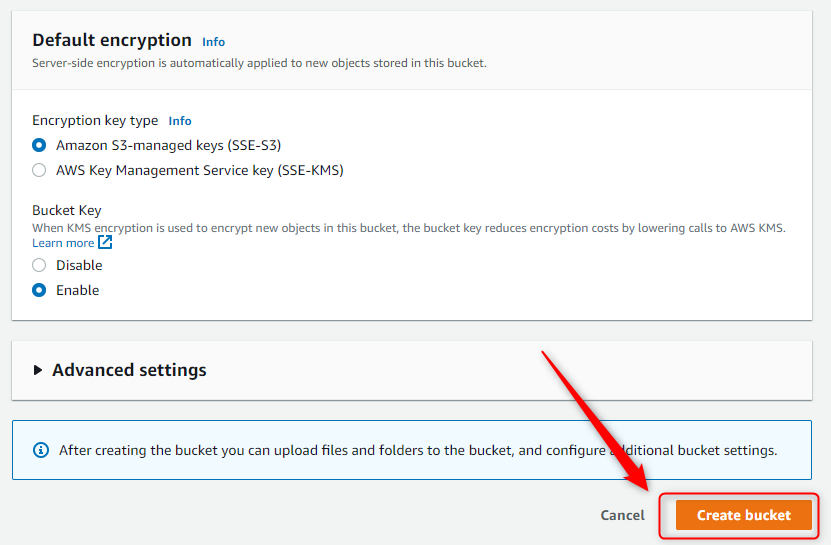 Default encryption Info
Server-side encryption is automatically applied to new objects stored in this bucket.
Encryption key type Info
Amazon S3-managed keys (SSE-S3)
AWS Key Management Service key (SSE-KMS)
Bucket Key
When KMS encryption is used to encrypt new objects in this bucket, the bucket key reduces encryption costs by lowering calls to AWS KMS.
Learn more
Disable
Enable
Advanced settings
After creating the bucket you can upload files and folders to the bucket, and configure additional bucket settings.
Cancel Create bucket